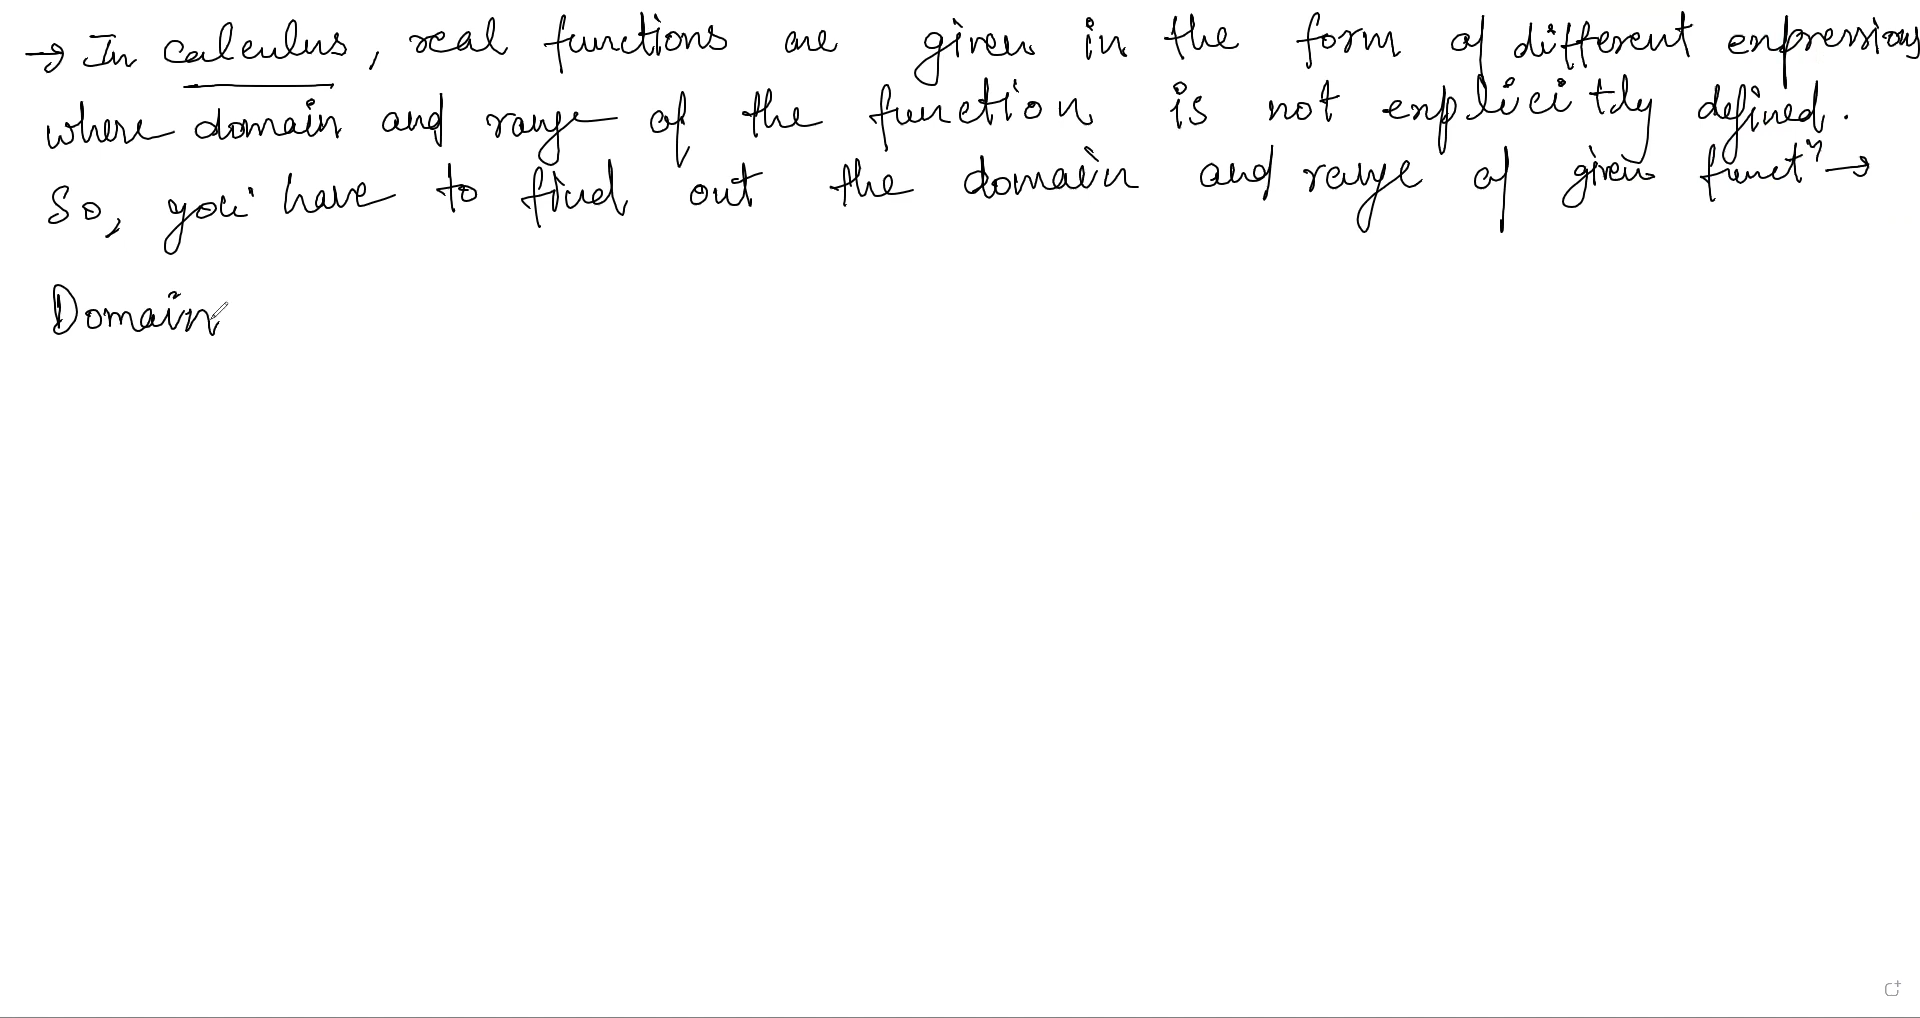 → In calculus, real functions are given in the form of different expressions
where domain and range of the function is not explicitly defined.
So, you have to find out the domain and range of given functⁿ →
Domain